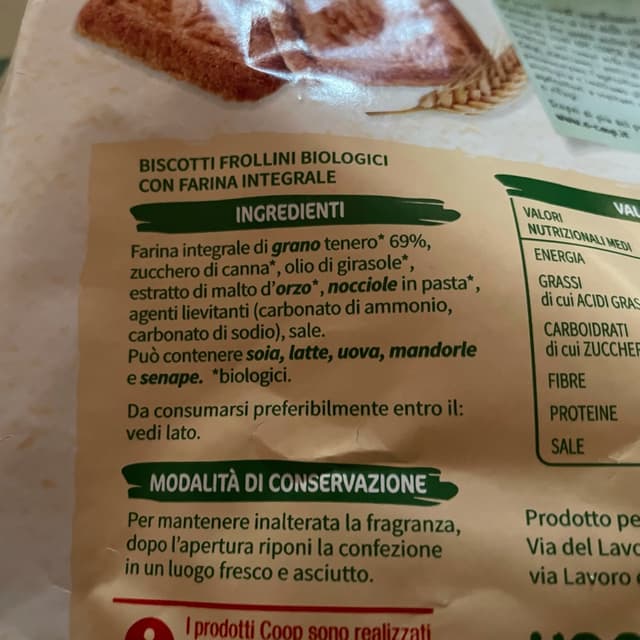 BISCOTTI FROLLINI BIOLOGICI
CON FARINA INTEGRALE
INGREDIENTI
Farina integrale di grano tenero* 69%,
zucchero di canna*, olio di girasole*,
estratto di malto d'orzo*, nocciole in pasta*,
agenti lievitanti (carbonato di ammonio,
carbonato di sodio), sale.
Può contenere soia, latte, uova, mandorle
e senape. *biologici.
Da consumarsi preferibilmente entro il:
vedi lato.
MODALITÀ DI CONSERVAZIONE
Per mantenere inalterata la fragranza,
dopo l'apertura riponi la confezione
in un luogo fresco e asciutto.
I prodotti Coop sono realizzati
VALORI
NUTRIZIONALI MEDI
ENERGIA
GRASSI
di cui ACIDI GRAS
CARBOIDRATI
di cui ZUCCHER
FIBRE
PROTEINE
SALE
Prodotto pe
Via del Lavo
via Lavoro